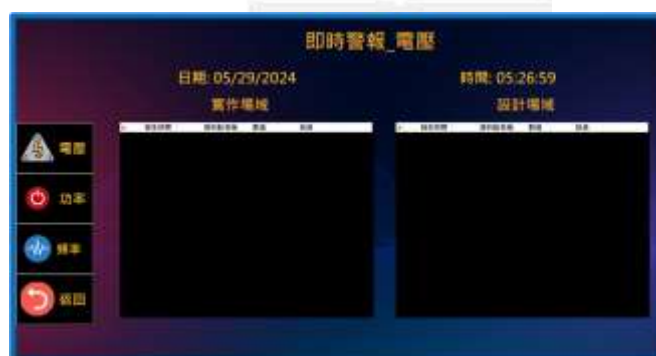 即時警報_電壓
日期: 05/29/2024
時間: 05:26:59
實作場域
設計場域
電壓
功率
頻率
返回